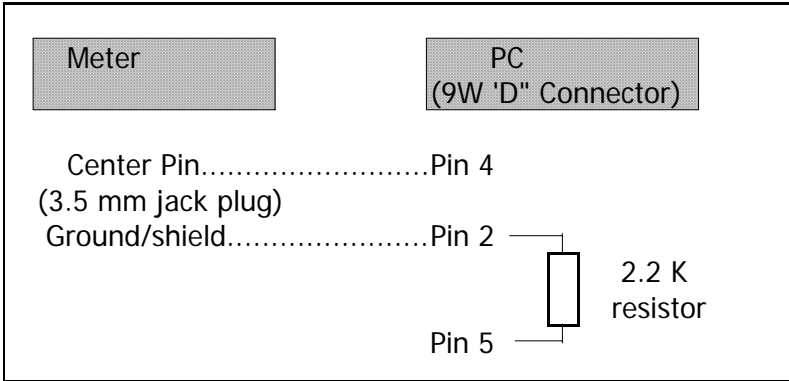 Meter
PC
(9W 'D" Connector)
Center Pin...........................Pin 4
(3.5 mm jack plug)
Ground/shield.......................Pin 2
2.2 K
resistor
Pin 5